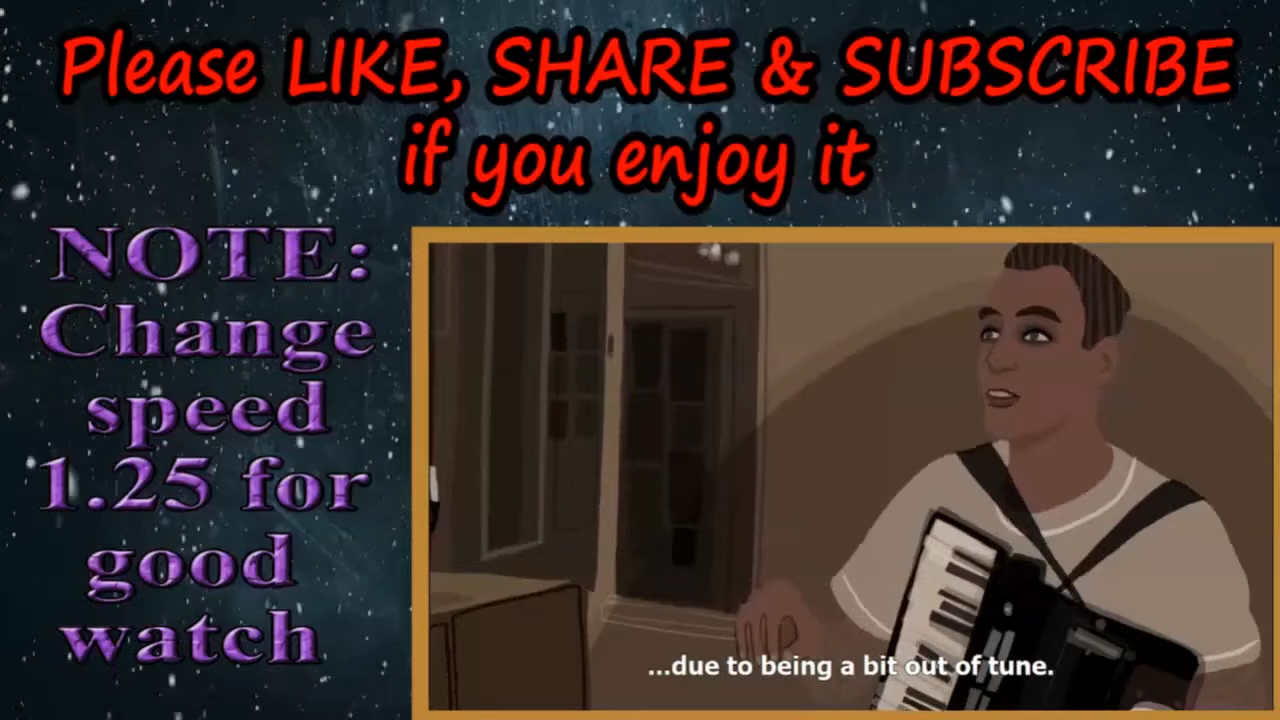 Please LIKE, SHARE & SUBSCRIBE
if you enjoy it
NOTE:
Change
speed
1.25 for
good
watch
...due to being a bit out of tune.